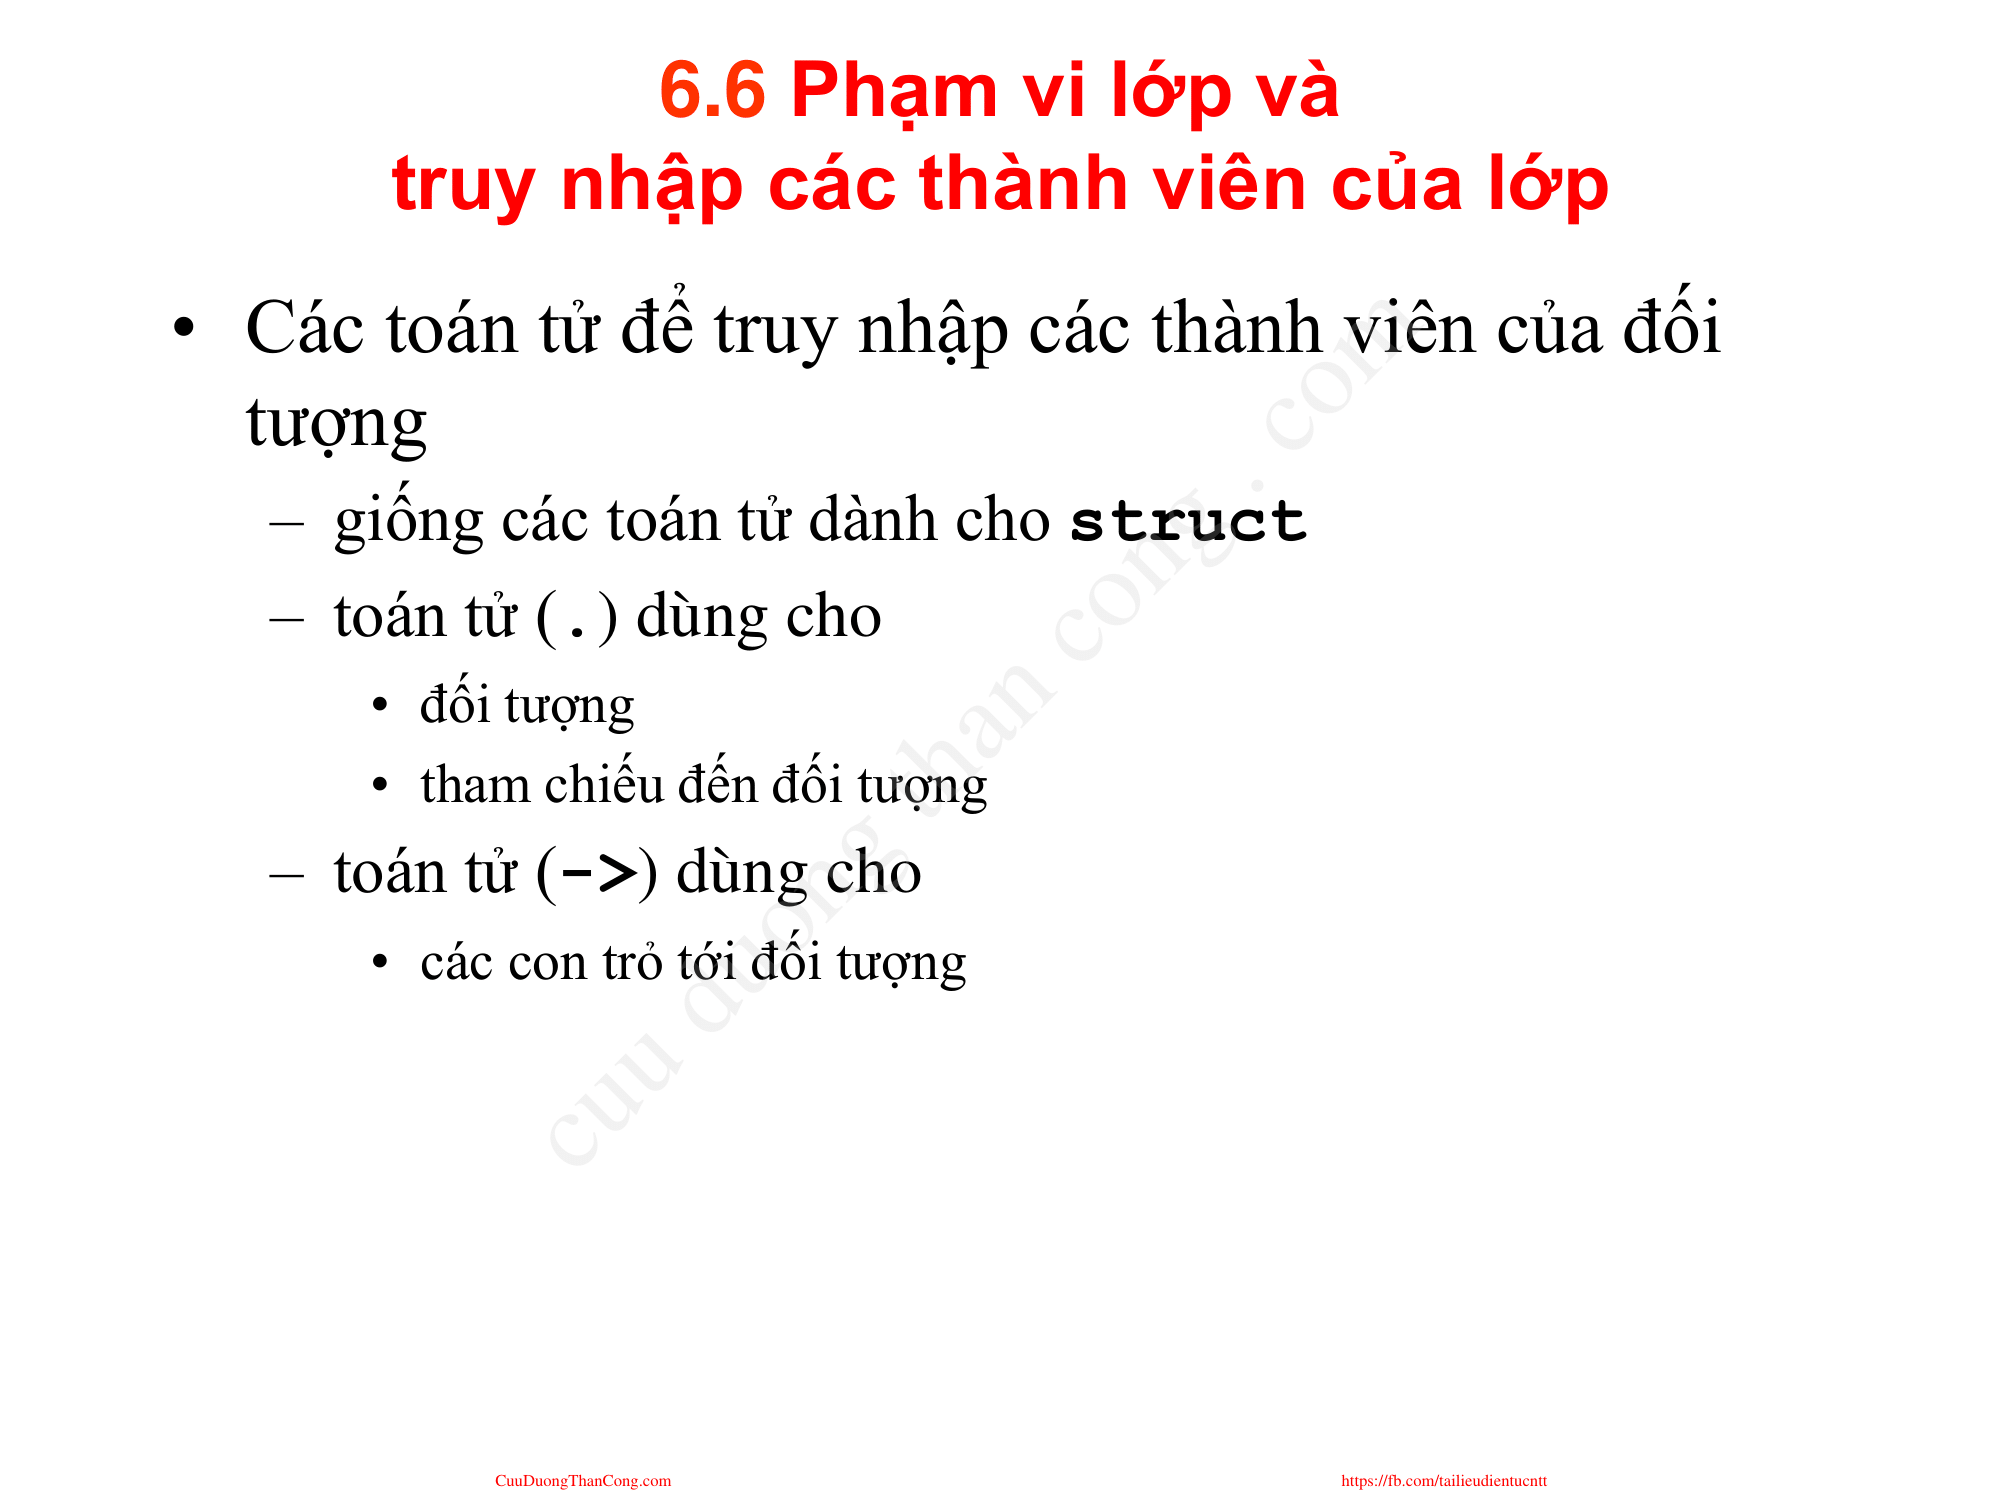 6.6 Phạm vi lớp và
truy nhập các thành viên của lớp
• Các toán tử để truy nhập các thành viên của đối
tượng
– giống các toán tử dành cho struct
– toán tử (.) dùng cho
• đối tượng
• tham chiếu đến đối tượng
– toán tử (->) dùng cho
• các con trỏ tới đối tượng
cuu duong than cong . com
CuuDuongThanCong.com
https://fb.com/tailieudientucntt